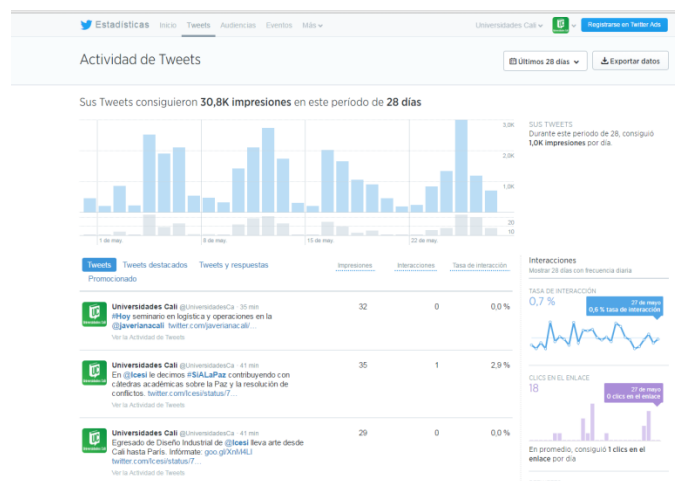 Estadísticas Inicio Tweets Audiencias Eventos Más Universidades Cali Registrarse en Twitter Ads
Actividad de Tweets
Últimos 28 días Exportar datos
Sus Tweets consiguieron 30,8K impresiones en este período de 28 días
3,0K
2,0K
1,0K
20
10
1 de may. 8 de may. 15 de may. 22 de may.
SUS TWEETS
Durante este período de 28, consiguió
1,0K impresiones por día.
Tweets Tweets destacados Tweets y respuestas Impresiones Interacciones Tasa de interacción
Promocionado
Universidades Cali @UniversidadesCa · 35 min
#Hoy seminario en logística y operaciones en la
@javerianacali twitter.com/javerianacali/...
Ver la Actividad de Tweets
32 0 0,0 %
Universidades Cali @UniversidadesCa · 41 min
En @Icesi le decimos #SiALaPaz contribuyendo con
cátedras académicas sobre la Paz y la resolución de
conflictos. twitter.com/Icesi/status/7...
Ver la Actividad de Tweets
35 1 2,9 %
Universidades Cali @UniversidadesCa · 41 min
Egresado de Diseño Industrial de @Icesi lleva arte desde
Cali hasta París. Infórmate: goo.gl/XnM4LI
twitter.com/Icesi/status/7...
Ver la Actividad de Tweets
29 0 0,0 %
Interacciones
Mostrar 28 días con frecuencia diaria
TASA DE INTERACCIÓN
0,7 %
27 de mayo
0,6 % tasa de interacción
CLICS EN EL ENLACE
18
27 de mayo
0 clics en el enlace
En promedio, consiguió 1 clics en el
enlace por día